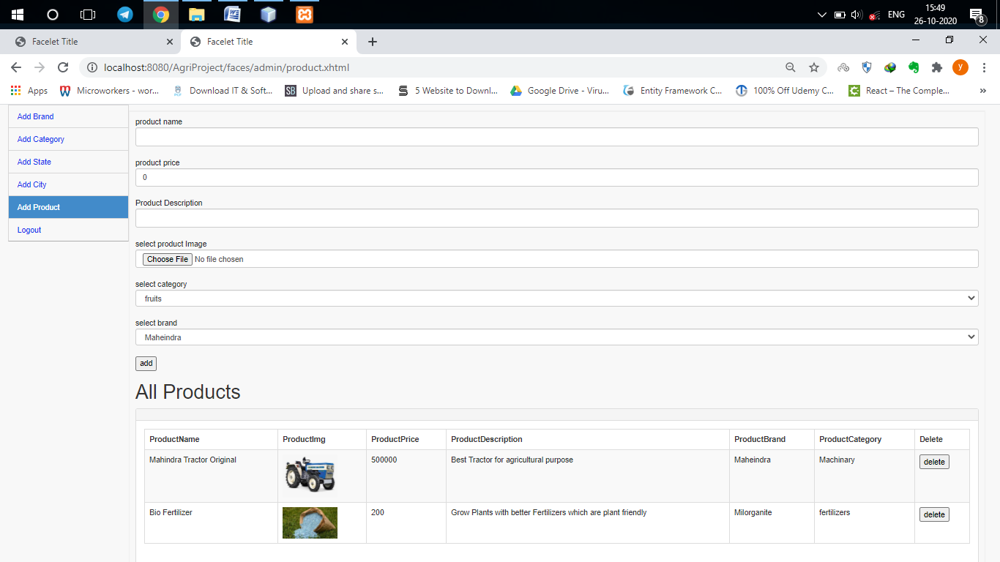 ENG
15:49
26-10-2020
8
Facelet Title
Facelet Title
localhost:8080/AgriProject/faces/admin/product.xhtml
y
Apps
Microworkers - wor...
Download IT & Soft...
SB
Upload and share s...
5 Website to Downl...
Google Drive - Viru...
Entity Framework C...
100% Off Udemy C...
React – The Comple...
»
Add Brand
Add Category
Add State
Add City
Add Product
Logout
product name
product price
0
Product Description
select product Image
Choose File No file chosen
select category
fruits
select brand
Maheindra
add
All Products
ProductName ProductImg ProductPrice ProductDescription ProductBrand ProductCategory Delete
Mahindra Tractor Original 500000 Best Tractor for agricultural purpose Maheindra Machinary delete
Bio Fertilizer 200 Grow Plants with better Fertilizers which are plant friendly Milorganite fertilizers delete